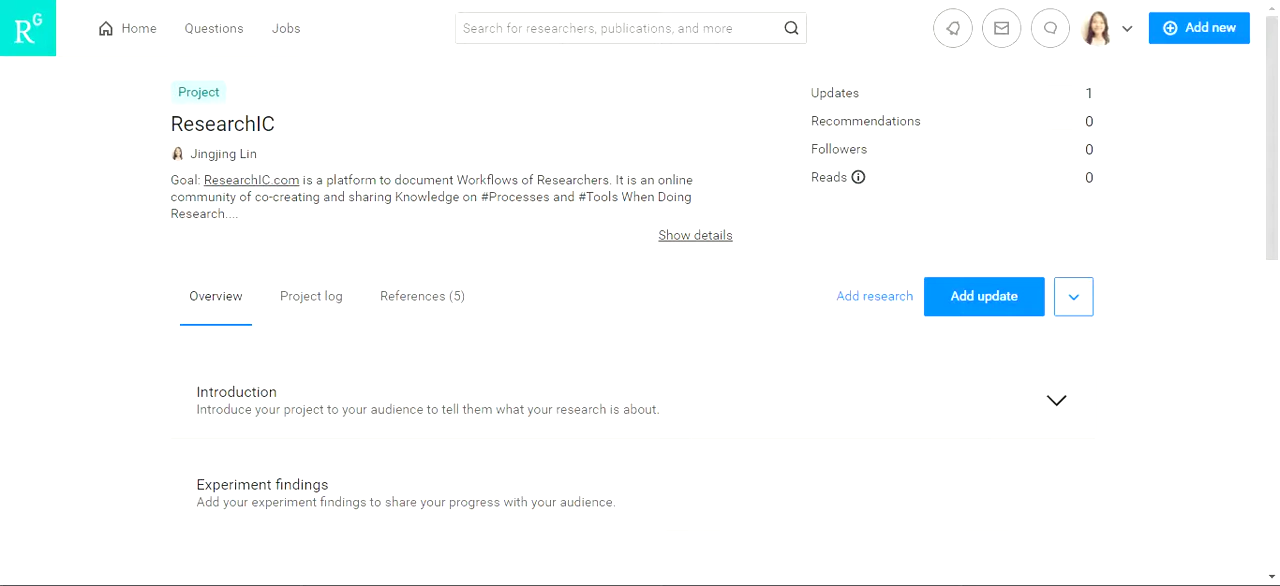 RG
Home Questions Jobs
Search for researchers, publications, and more
Add new
Project
ResearchIC
Jingjing Lin
Goal: ResearchIC.com is a platform to document Workflows of Researchers. It is an online
community of co-creating and sharing Knowledge on #Processes and #Tools When Doing
Research....
Show details
Updates 1
Recommendations 0
Followers 0
Reads 0
Overview Project log References (5)
Add research Add update
Introduction
Introduce your project to your audience to tell them what your research is about.
Experiment findings
Add your experiment findings to share your progress with your audience.